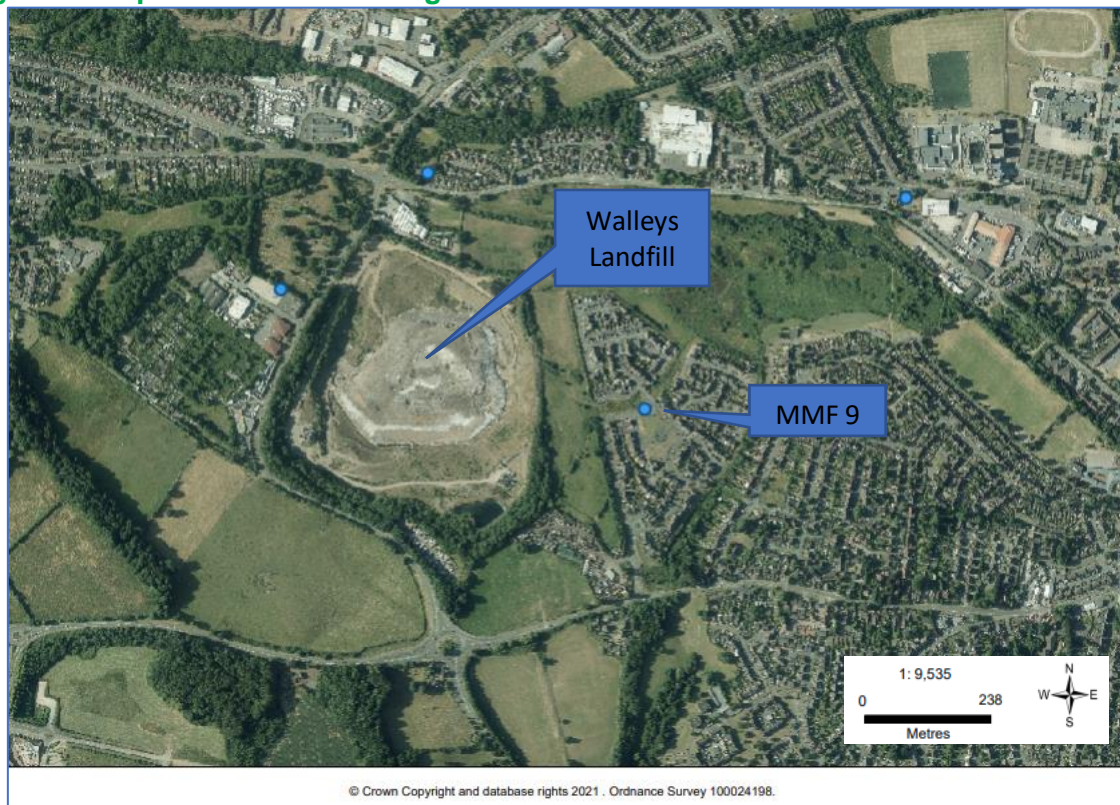 Walleys
Landfill
MMF 9
1: 9,535
0 238
Metres
N
W E
S
© Crown Copyright and database rights 2021 . Ordnance Survey 100024198.